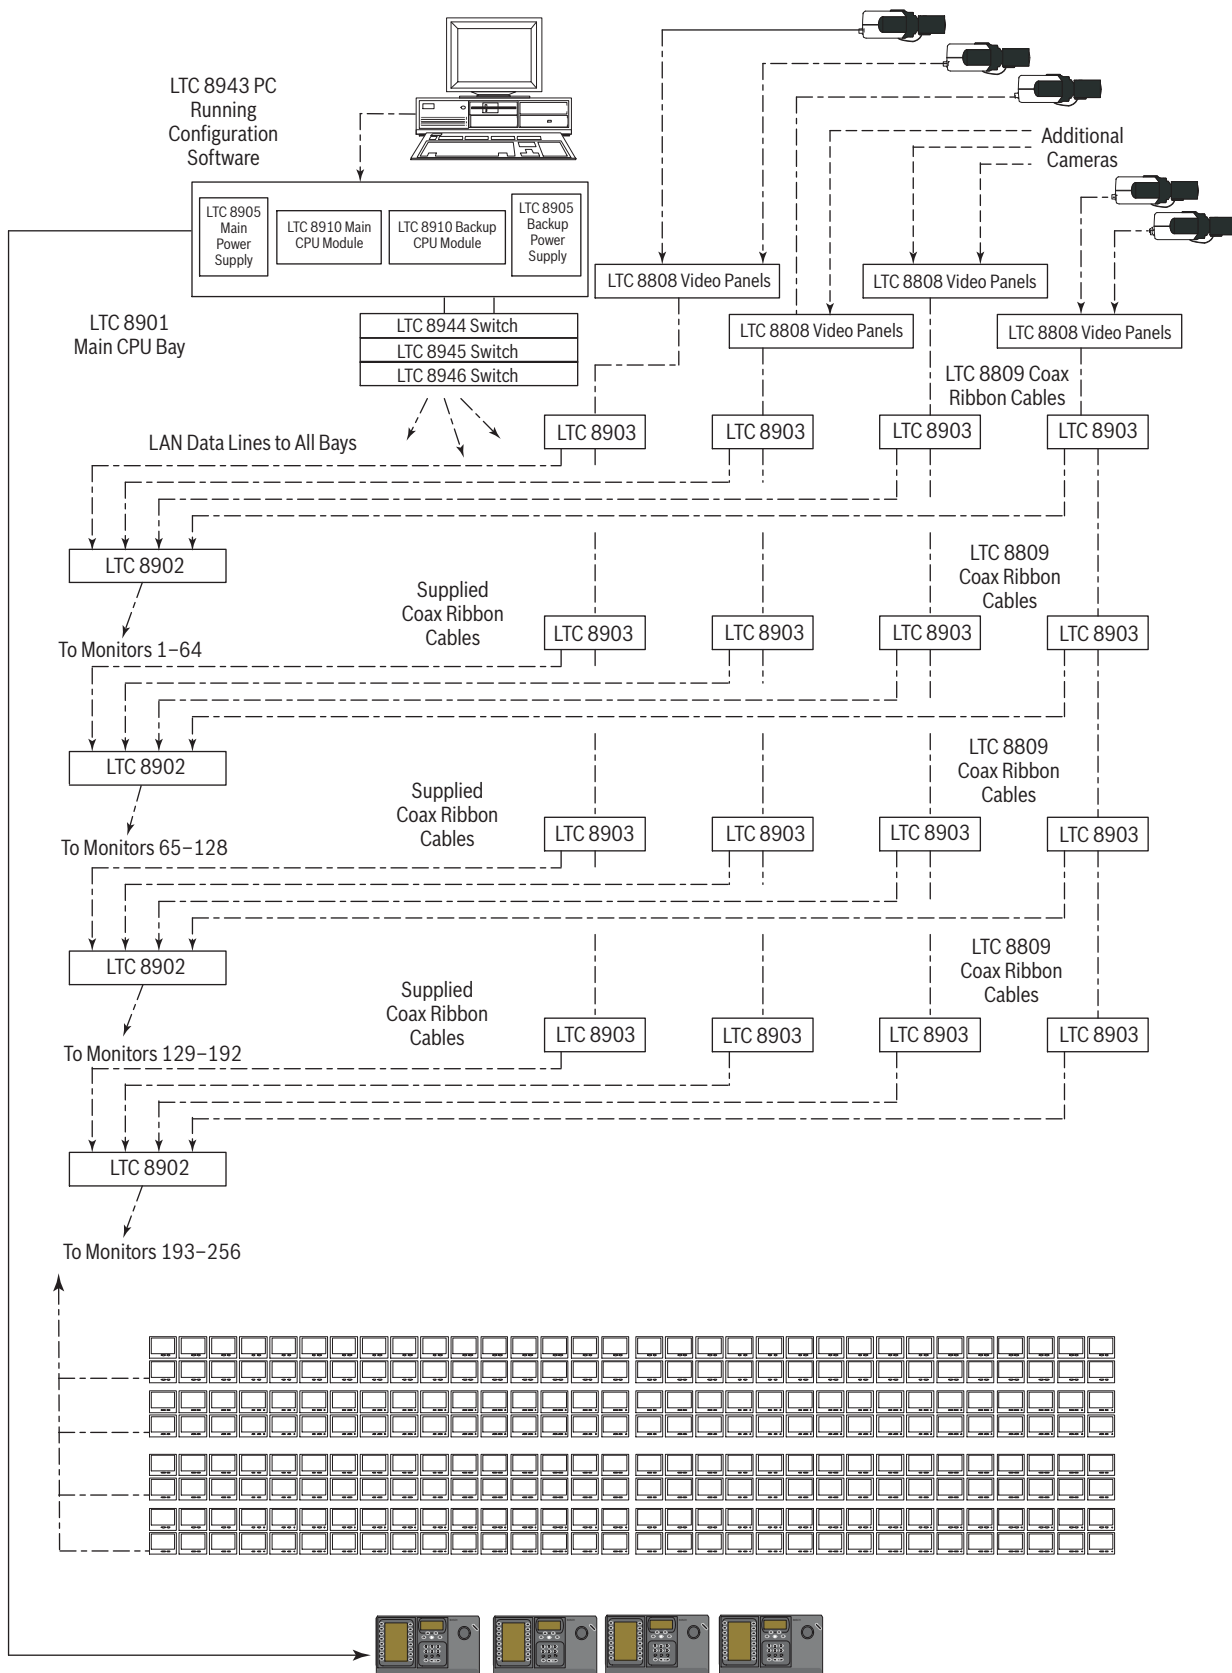 LTC 8943 PC
Running
Configuration
Software
Additional
Cameras
LTC 8905
Main
Power
Supply
LTC 8910 Main
CPU Module
LTC 8910 Backup
CPU Module
LTC 8905
Backup
Power
Supply
LTC 8808 Video Panels
LTC 8808 Video Panels
LTC 8901
Main CPU Bay
LTC 8944 Switch
LTC 8945 Switch
LTC 8946 Switch
LTC 8808 Video Panels
LTC 8808 Video Panels
LTC 8809 Coax
Ribbon Cables
LAN Data Lines to All Bays
LTC 8903
LTC 8903
LTC 8903
LTC 8903
LTC 8902
Supplied
Coax Ribbon
Cables
LTC 8809
Coax Ribbon
Cables
To Monitors 1–64
LTC 8903
LTC 8903
LTC 8903
LTC 8903
LTC 8902
Supplied
Coax Ribbon
Cables
LTC 8809
Coax Ribbon
Cables
To Monitors 65–128
LTC 8903
LTC 8903
LTC 8903
LTC 8903
LTC 8902
Supplied
Coax Ribbon
Cables
LTC 8809
Coax Ribbon
Cables
To Monitors 129–192
LTC 8903
LTC 8903
LTC 8903
LTC 8903
LTC 8902
To Monitors 193–256